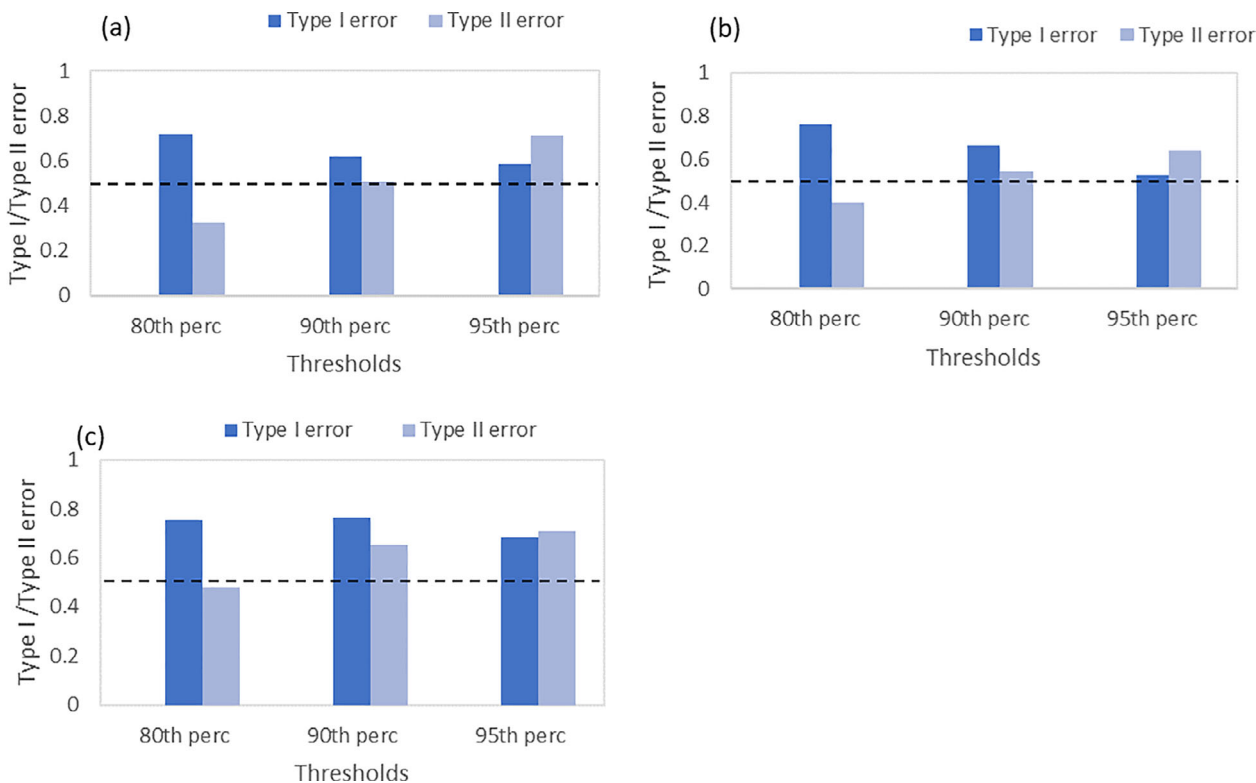 (a)
Type I error Type II error
Type I/Type II error
1
0.8
0.6
0.4
0.2
0
80th perc 90th perc 95th perc
Thresholds
(b)
Type I error Type II error
Type I /Type II error
1
0.8
0.6
0.4
0.2
0
80th perc 90th perc 95th perc
Thresholds
(c)
Type I error Type II error
Type I /Type II error
1
0.8
0.6
0.4
0.2
0
80th perc 90th perc 95th perc
Thresholds